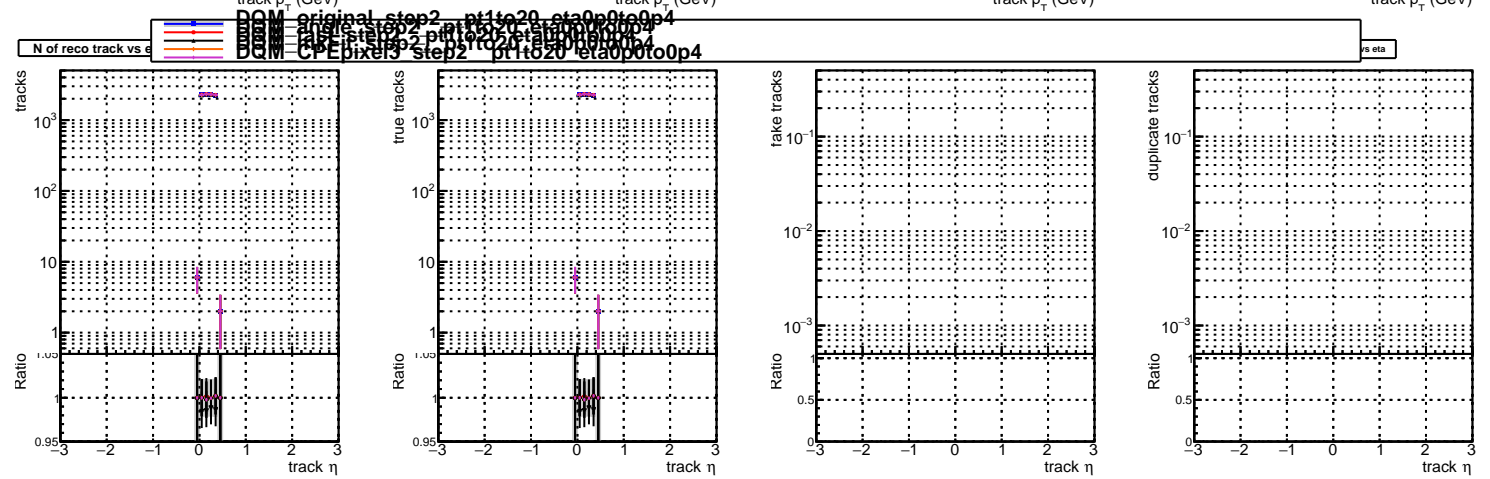 track p_T (GeV) track p_T (GeV) track p_T (GeV) track p_T (GeV)
DQM_original_step2__pt1to20_eta0p0to0p4
DQM_angle_step2__pt1to20_eta0p0to0p4
DQM_CPEpixel3_step2__pt1to20_eta0p0to0p4
N of reco track vs e
vs eta
tracks
10³
10²
10
1
1.05
1
0.95
Ratio
−3 −2 −1 0 1 2 3
track η
true tracks
10³
10²
10
1
1.05
1
0.95
Ratio
−3 −2 −1 0 1 2 3
track η
fake tracks
10⁻¹
10⁻²
10⁻³
1
0.5
0
Ratio
−3 −2 −1 0 1 2 3
track η
duplicate tracks
10⁻¹
10⁻²
10⁻³
1
0.5
0
Ratio
−3 −2 −1 0 1 2 3
track η